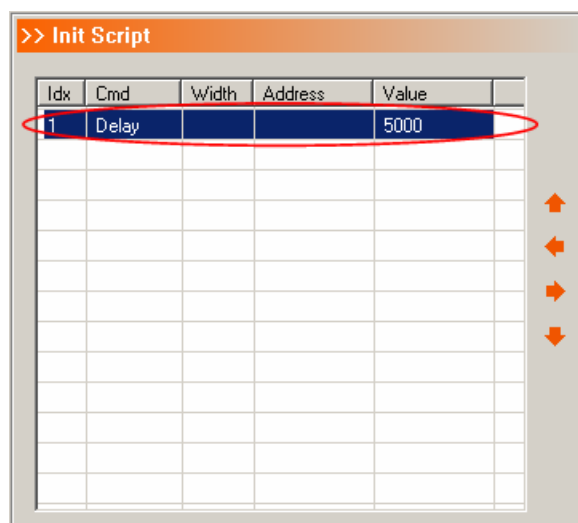 >> Init Script
Idx Cmd Width Address Value
1 Delay 5000